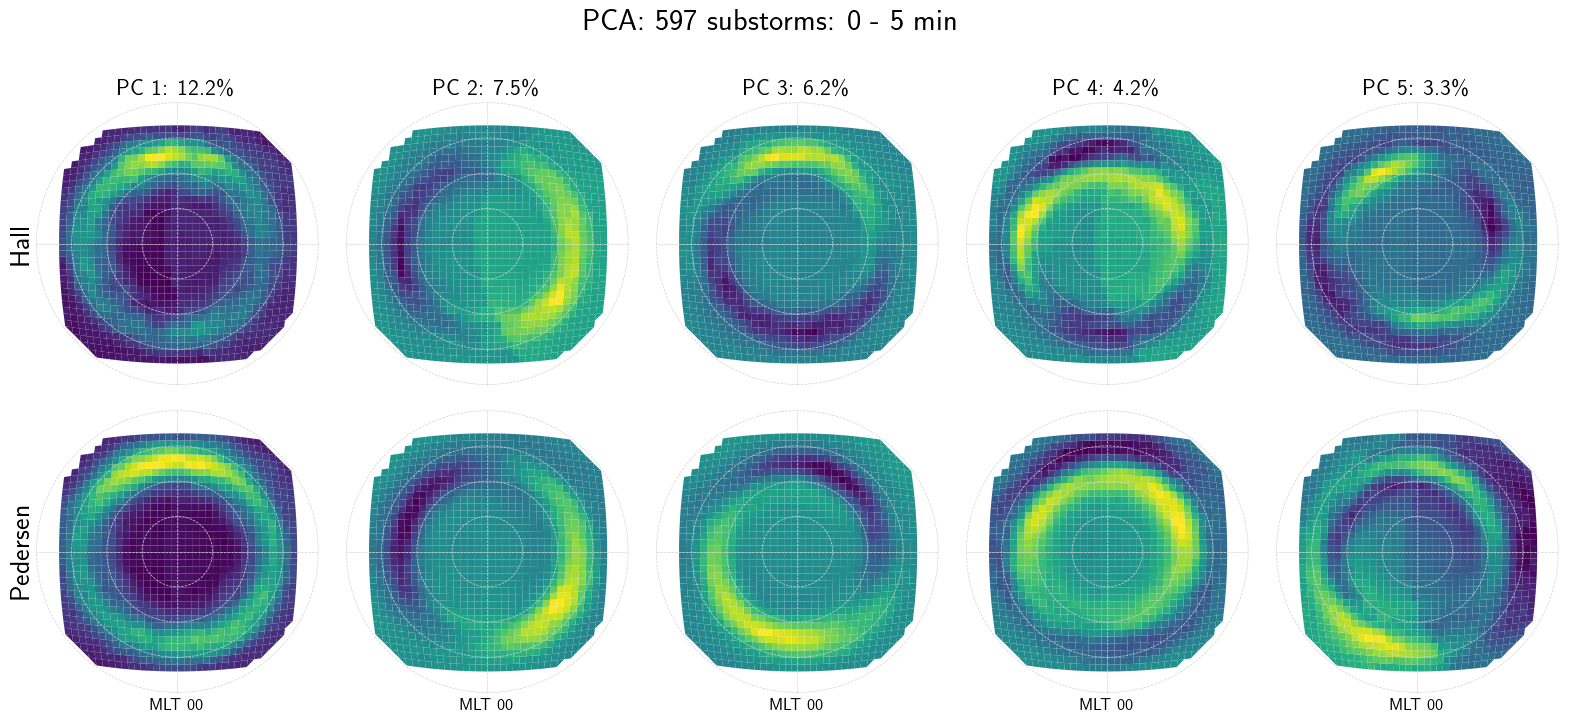 PCA: 597 substorms: 0 - 5 min
PC 1: 12.2%
PC 2: 7.5%
PC 3: 6.2%
PC 4: 4.2%
PC 5: 3.3%
Hall
Pedersen
MLT 00
MLT 00
MLT 00
MLT 00
MLT 00